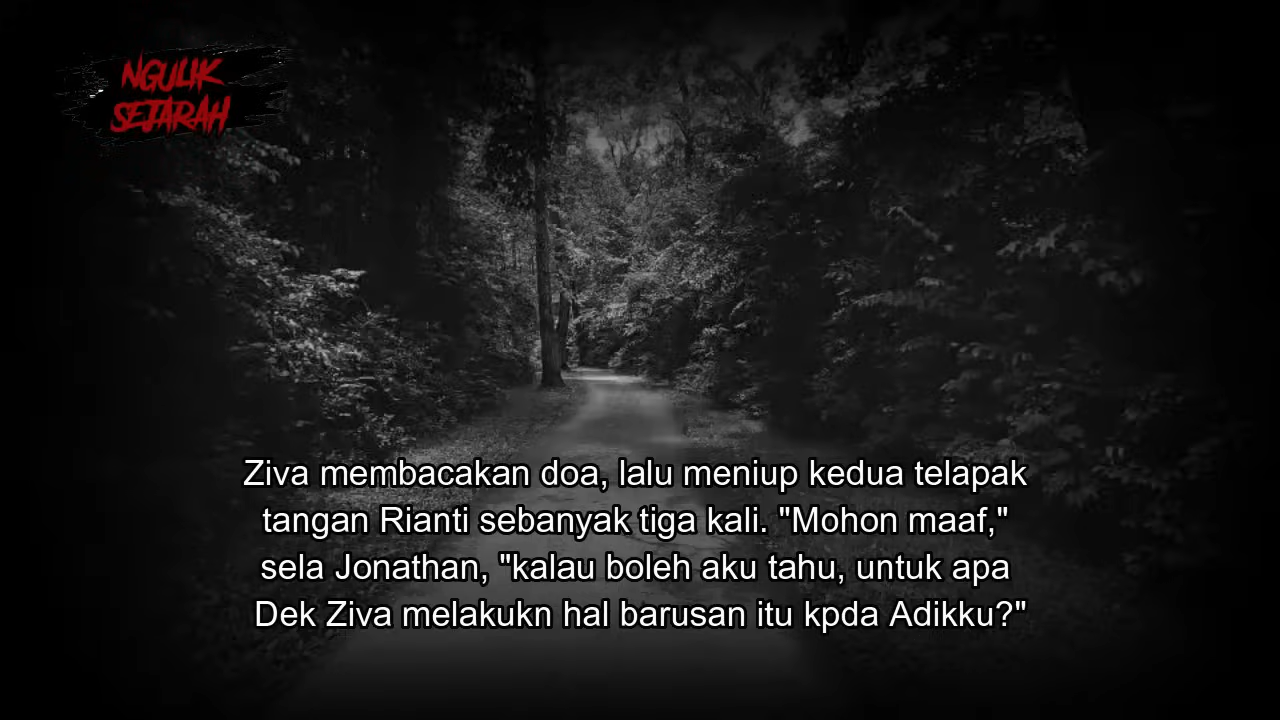 NGULIK
SEJARAH
Ziva membacakan doa, lalu meniup kedua telapak
tangan Rianti sebanyak tiga kali. "Mohon maaf,"
sela Jonathan, "kalau boleh aku tahu, untuk apa
Dek Ziva melakukn hal barusan itu kpda Adikku?"